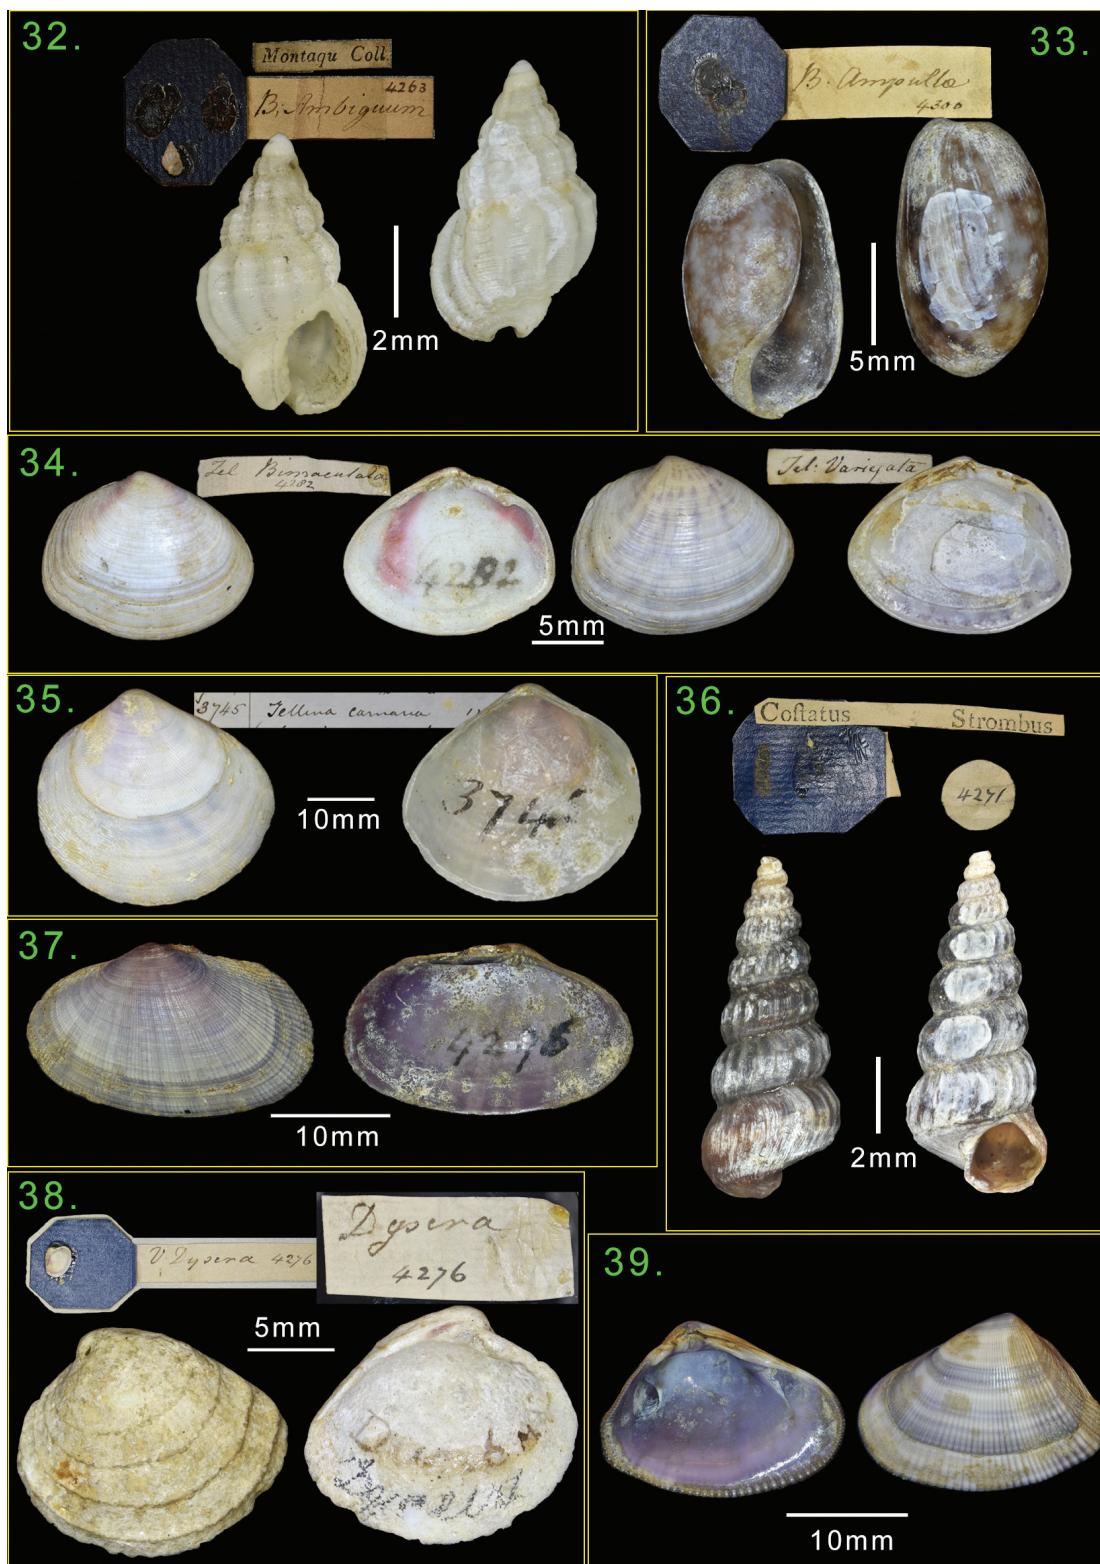 32.
Montagu Coll.
4263
B. Ambiguum
2mm
33.
B. Ampulla
4300
5mm
34.
Tel Bimaculata
4282
4282
Tel: Variegata
5mm
35.
3745 Tellina carnaria
3745
10mm
36.
Costatus Strombus
4271
2mm
37.
4296
10mm
38.
V Dysera 4276
Dysera
4276
5mm
39.
10mm